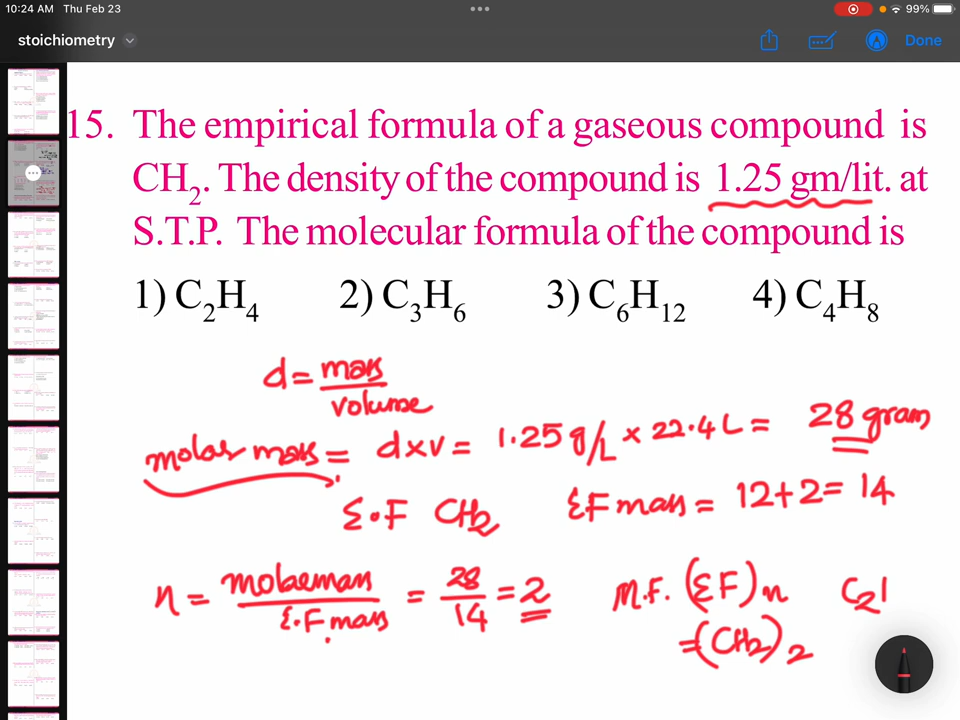 10:24 AM Thu Feb 23
99%
stoichiometry
Done
15. The empirical formula of a gaseous compound is
CH₂. The density of the compound is 1.25 gm/lit. at
S.T.P. The molecular formula of the compound is
1) C₂H₄ 2) C₃H₆ 3) C₆H₁₂ 4) C₄H₈
d = mass / volume
molar mass = d×v = 1.25 g/L × 22.4 L = 28 gram
E.F CH₂ EF mass = 12+2 = 14
n = molar mass / E.F. mass = 28/14 = 2 M.F. (EF)n C₂I
=(CH₂)₂